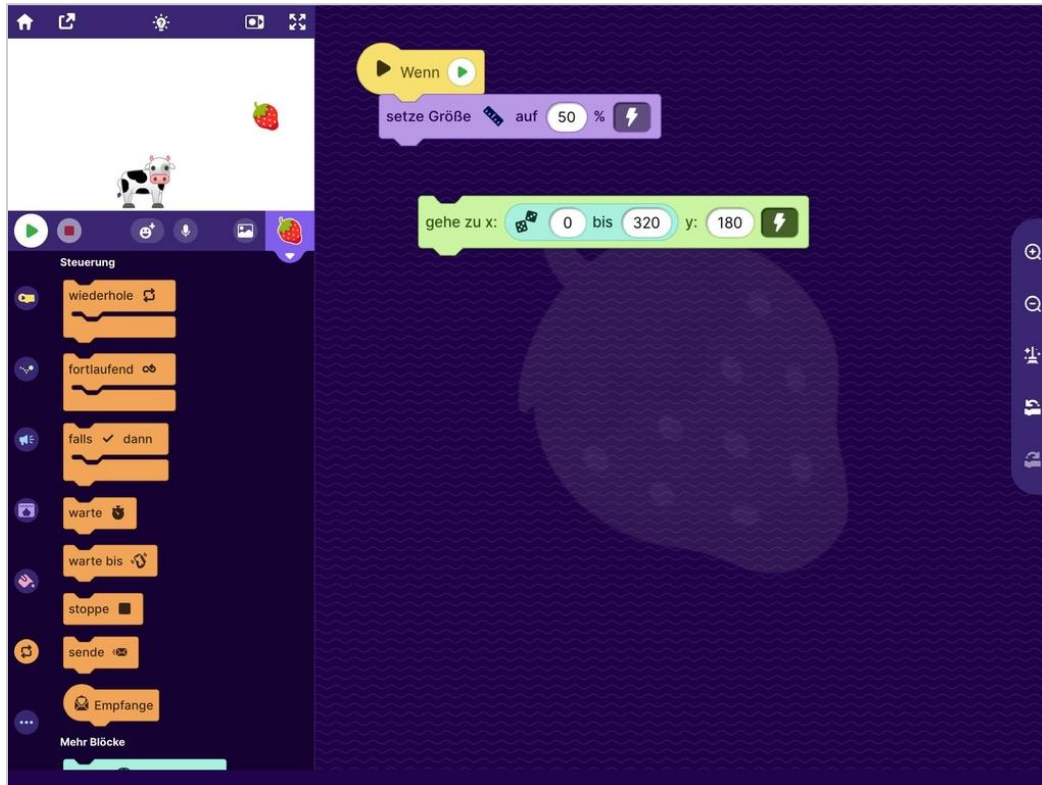 Wenn
setze Größe auf 50 %
gehe zu x: 0 bis 320 y: 180
Steuerung
wiederhole
fortlaufend
falls dann
warte
warte bis
stoppe
sende
Empfange
Mehr Blöcke